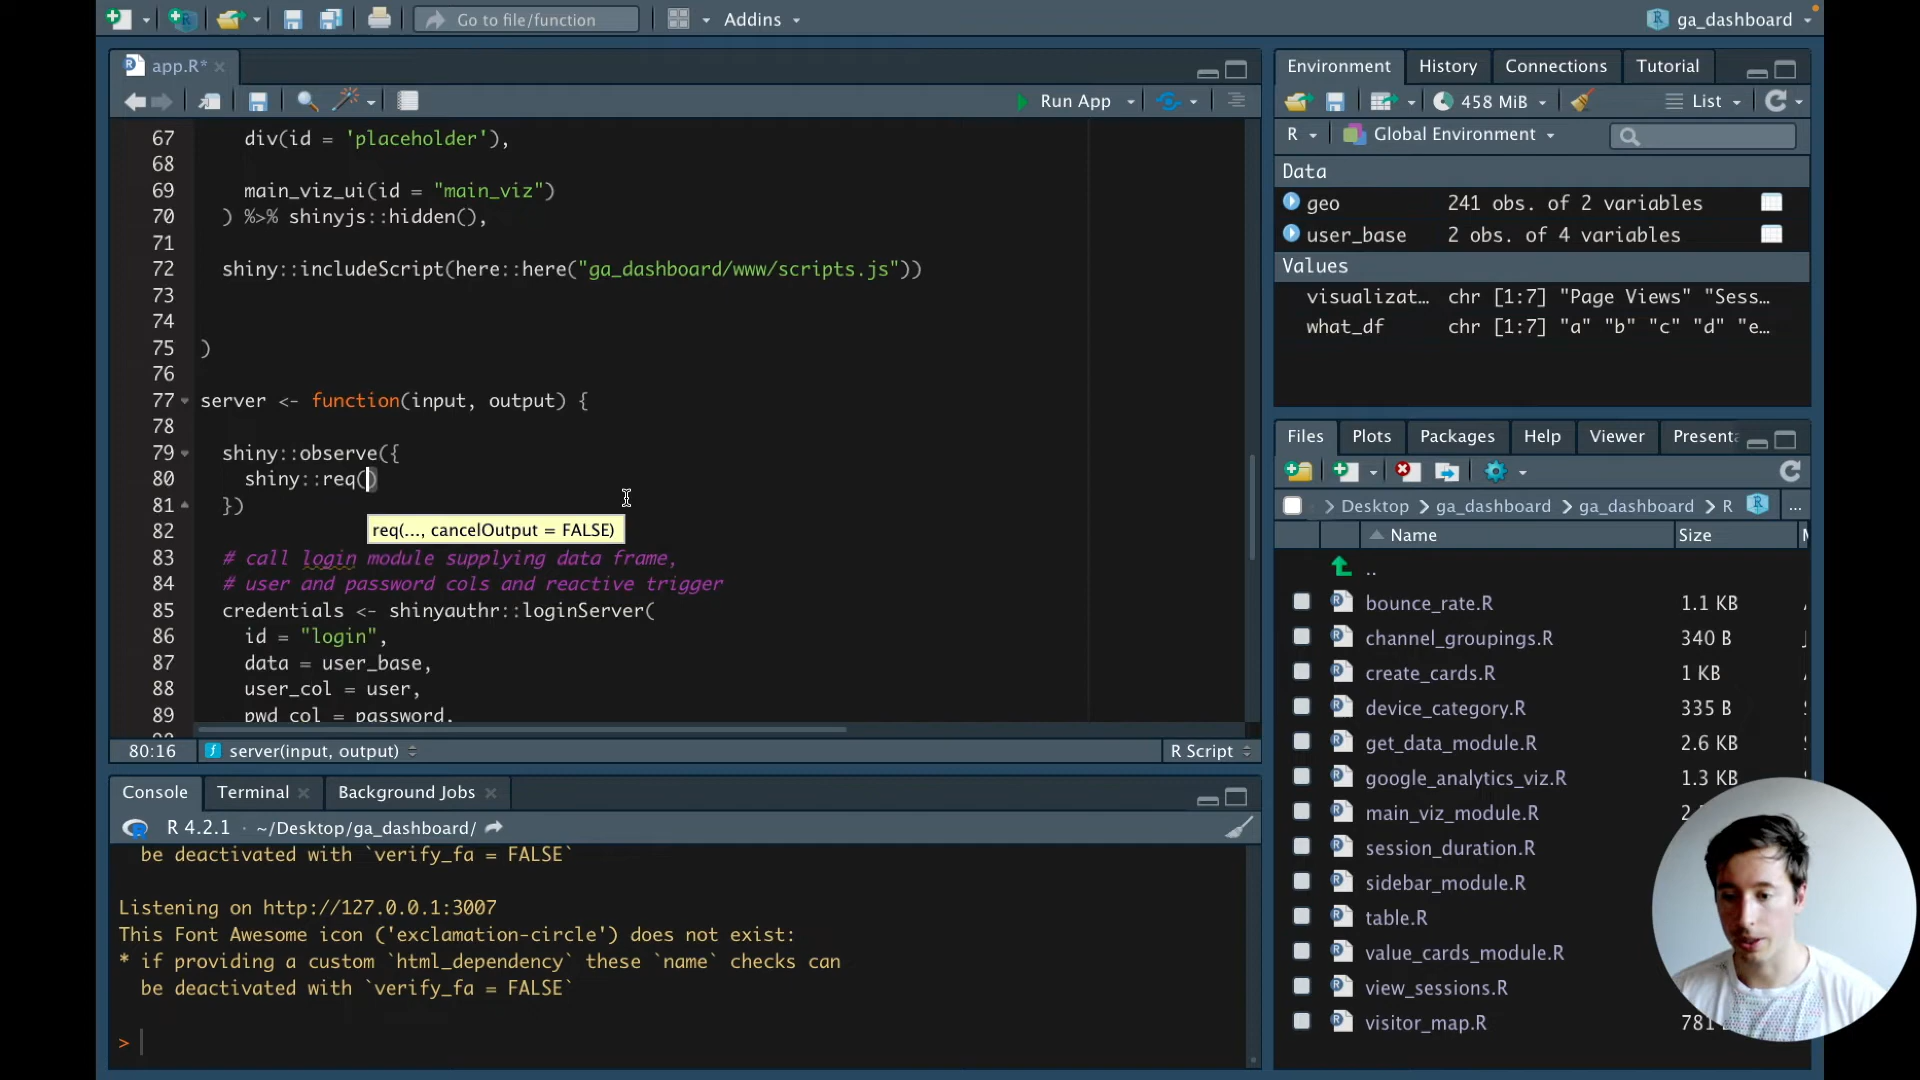 Go to file/function
Addins
ga_dashboard
app.R*
Run App
67 div(id = 'placeholder'),
68
69 main_viz_ui(id = "main_viz")
70 ) %>% shinyjs::hidden(),
71
72 shiny::includeScript(here::here("ga_dashboard/www/scripts.js"))
73
74
75 )
76
77 server <- function(input, output) {
78
79 shiny::observe({
80 shiny::req()
81 })
82 req(..., cancelOutput = FALSE)
83 # call login module supplying data frame,
84 # user and password cols and reactive trigger
85 credentials <- shinyauthr::loginServer(
86 id = "login",
87 data = user_base,
88 user_col = user,
89 pwd_col = password,
80:16 server(input, output) R Script
Console Terminal Background Jobs
R 4.2.1 · ~/Desktop/ga_dashboard/
be deactivated with `verify_fa = FALSE`
Listening on http://127.0.0.1:3007
This Font Awesome icon ('exclamation-circle') does not exist:
* if providing a custom `html_dependency` these `name` checks can
be deactivated with `verify_fa = FALSE`
>
Environment History Connections Tutorial
458 MiB List
R Global Environment
Data
geo 241 obs. of 2 variables
user_base 2 obs. of 4 variables
Values
visualizat… chr [1:7] "Page Views" "Sess…
what_df chr [1:7] "a" "b" "c" "d" "e…
Files Plots Packages Help Viewer Present
Desktop ga_dashboard ga_dashboard R ...
Name Size
..
bounce_rate.R 1.1 KB
channel_groupings.R 340 B
create_cards.R 1 KB
device_category.R 335 B
get_data_module.R 2.6 KB
google_analytics_viz.R 1.3 KB
main_viz_module.R
session_duration.R
sidebar_module.R
table.R
value_cards_module.R
view_sessions.R
visitor_map.R 781